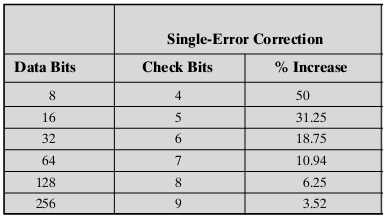 Single-Error Correction
Data Bits Check Bits % Increase
8 4 50
16 5 31.25
32 6 18.75
64 7 10.94
128 8 6.25
256 9 3.52